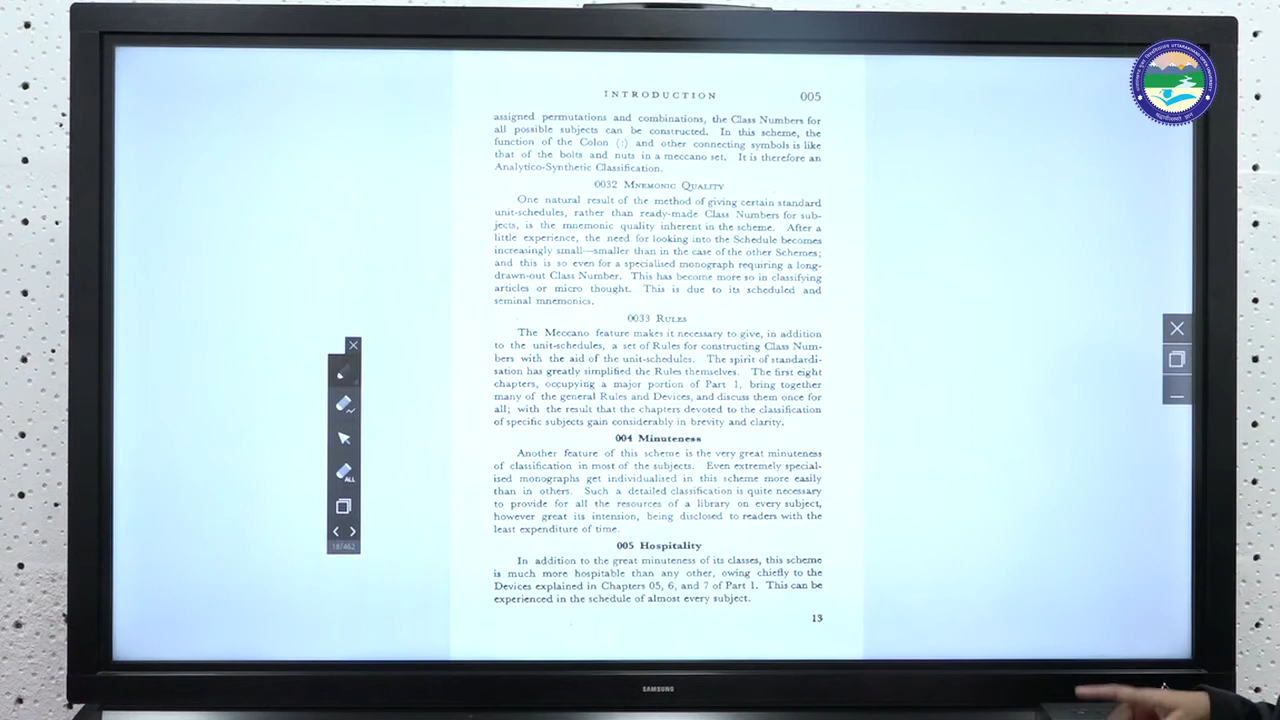 INTRODUCTION 005
assigned permutations and combinations, the Class Numbers for
all possible subjects can be constructed. In this scheme, the
function of the Colon (:) and other connecting symbols is like
that of the bolts and nuts in a meccano set. It is therefore an
Analytico-Synthetic Classification.
0032 MNEMONIC QUALITY
One natural result of the method of giving certain standard
unit-schedules, rather than ready-made Class Numbers for sub-
jects, is the mnemonic quality inherent in the scheme. After a
little experience, the need for looking into the Schedule becomes
increasingly small—smaller than in the case of the other Schemes;
and this is so even for a specialised monograph requiring a long-
drawn-out Class Number. This has become more so in classifying
articles or micro thought. This is due to its scheduled and
seminal mnemonics.
0033 RULES
The Meccano feature makes it necessary to give, in addition
to the unit-schedules, a set of Rules for constructing Class Num-
bers with the aid of the unit-schedules. The spirit of standardi-
sation has greatly simplified the Rules themselves. The first eight
chapters, occupying a major portion of Part 1, bring together
many of the general Rules and Devices, and discuss them once for
all; with the result that the chapters devoted to the classification
of specific subjects gain considerably in brevity and clarity.
004 Minuteness
Another feature of this scheme is the very great minuteness
of classification in most of the subjects. Even extremely special-
ised monographs get individualised in this scheme more easily
than in others. Such a detailed classification is quite necessary
to provide for all the resources of a library on every subject,
however great its intension, being disclosed to readers with the
least expenditure of time.
005 Hospitality
In addition to the great minuteness of its classes, this scheme
is much more hospitable than any other, owing chiefly to the
Devices explained in Chapters 05, 6, and 7 of Part 1. This can be
experienced in the schedule of almost every subject.
13
ALL
18/462
SAMSUNG
UTTARAKHAND OPEN UNIVERSITY